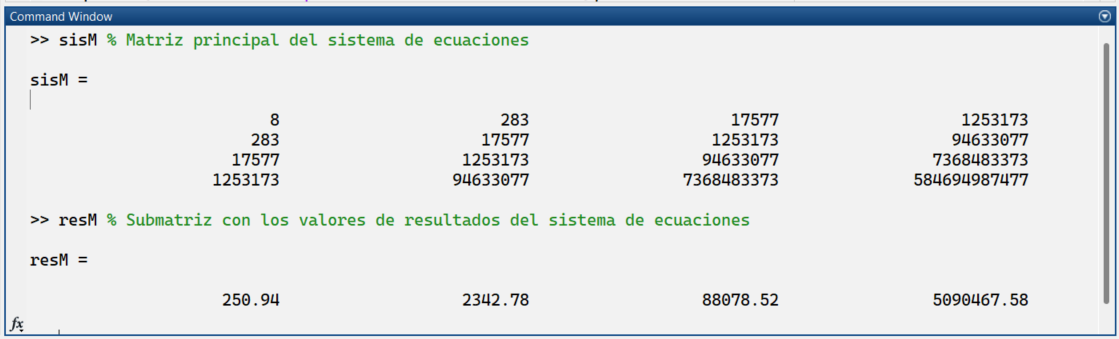 Command Window
>> sisM % Matriz principal del sistema de ecuaciones
sisM =
8 283 17577 1253173
283 17577 1253173 94633077
17577 1253173 94633077 7368483373
1253173 94633077 7368483373 584694987477
>> resM % Submatriz con los valores de resultados del sistema de ecuaciones
resM =
250.94 2342.78 88078.52 5090467.58
fx